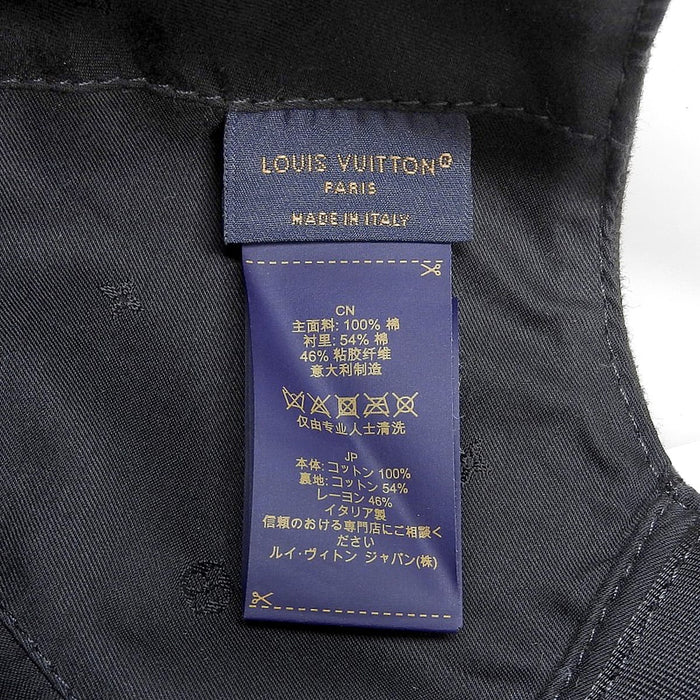 LOUIS VUITTON®
PARIS
MADE IN ITALY
CN
主面料: 100% 棉
衬里: 54% 棉
46% 粘胶纤维
意大利制造
仅由专业人士清洗
JP
本体: コットン 100%
裏地: コットン 54%
レーヨン 46%
イタリア製
信頼のおける専門店にご相談く
ださい
ルイ・ヴィトン ジャパン(株)